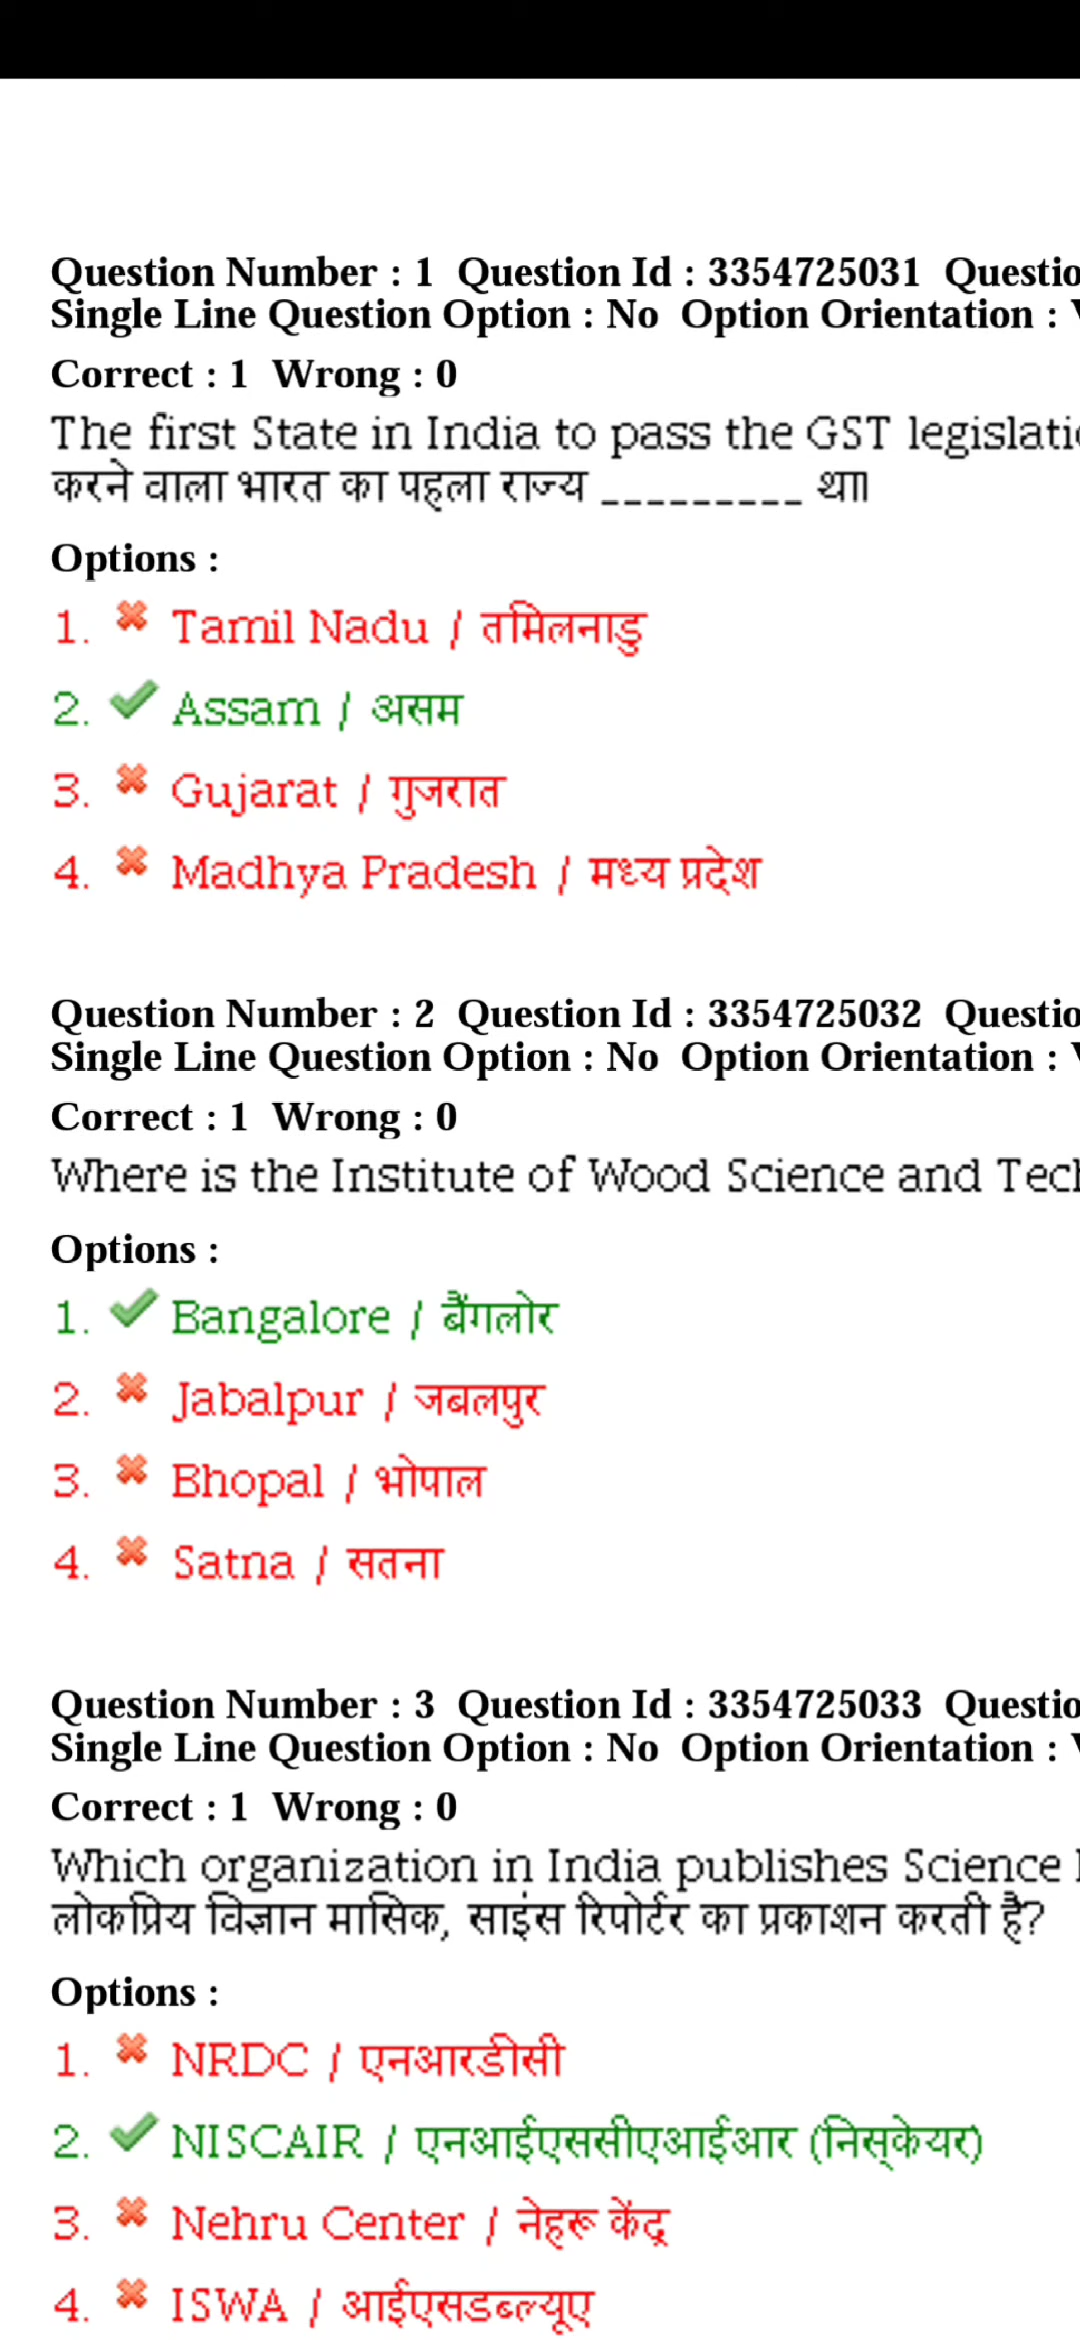 Question Number : 1 Question Id : 3354725031 Questio
Single Line Question Option : No Option Orientation :
Correct : 1 Wrong : 0
The first State in India to pass the GST legislati
करने वाला भारत का पहला राज्य _________ था
Options :
1. Tamil Nadu / तमिलनाडु
2. Assam / असम
3. Gujarat / गुजरात
4. Madhya Pradesh / मध्य प्रदेश
Question Number : 2 Question Id : 3354725032 Questio
Single Line Question Option : No Option Orientation :
Correct : 1 Wrong : 0
Where is the Institute of Wood Science and Tech
Options :
1. Bangalore / बैंगलोर
2. Jabalpur / जबलपुर
3. Bhopal / भोपाल
4. Satna / सतना
Question Number : 3 Question Id : 3354725033 Questio
Single Line Question Option : No Option Orientation :
Correct : 1 Wrong : 0
Which organization in India publishes Science
लोकप्रिय विज्ञान मासिक, साइंस रिपोर्टर का प्रकाशन करती है?
Options :
1. NRDC / एनआरडीसी
2. NISCAIR / एनआईएससीएआईआर (निस्केयर)
3. Nehru Center / नेहरू केंद्र
4. ISWA / आईएसडब्ल्यूए